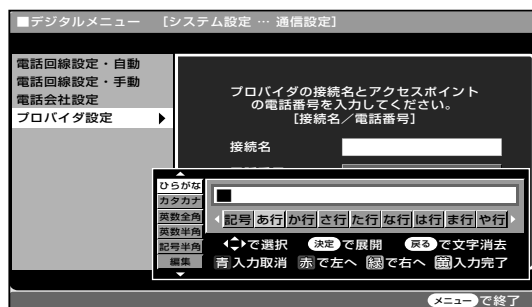 ■デジタルメニュー [システム設定 … 通信設定]
電話回線設定・自動
電話回線設定・手動
電話会社設定
プロバイダ設定
プロバイダの接続名とアクセスポイント
の電話番号を入力してください。
[接続名/電話番号]
接続名
ひらがな
カタカナ
英数全角
英数半角
記号半角
編集
記号 あ行 か行 さ行 た行 な行 は行 ま行 や行
で選択 決定 で展開 戻る で文字消去
青 入力取消 赤 で左へ 緑 で右へ 黄 入力完了
メニュー で終了